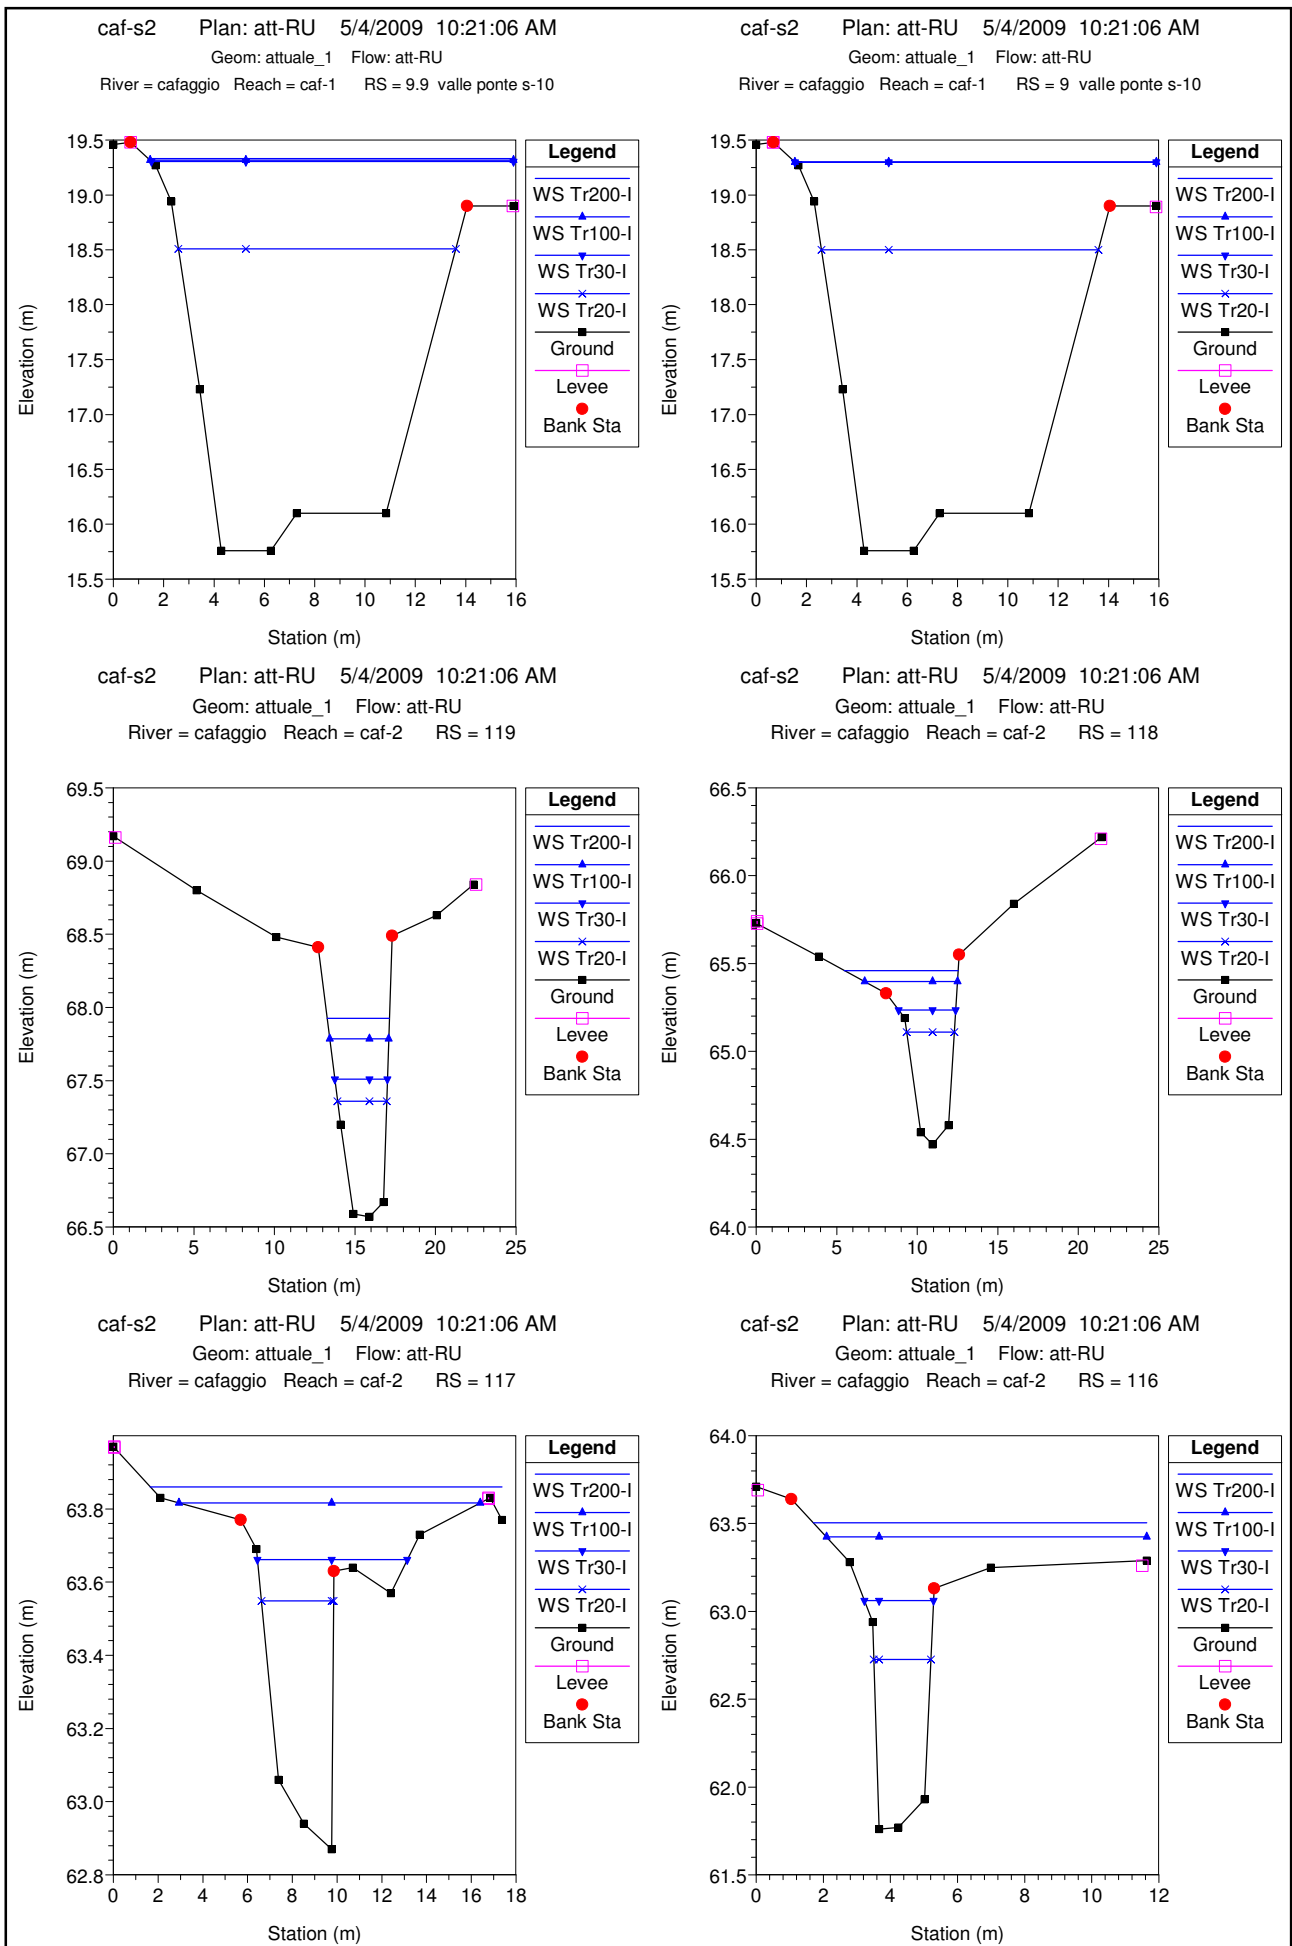 caf-s2 Plan: att-RU 5/4/2009 10:21:06 AM
Geom: attuale_1 Flow: att-RU
River = cafaggio Reach = caf-1 RS = 9.9 valle ponte s-10
19.5
19.0
18.5
18.0
17.5
17.0
16.5
16.0
15.5
0 2 4 6 8 10 12 14 16
Station (m)
Elevation (m)
Legend
WS Tr200-I
WS Tr100-I
WS Tr30-I
WS Tr20-I
Ground
Levee
Bank Sta
caf-s2 Plan: att-RU 5/4/2009 10:21:06 AM
Geom: attuale_1 Flow: att-RU
River = cafaggio Reach = caf-1 RS = 9 valle ponte s-10
19.5
19.0
18.5
18.0
17.5
17.0
16.5
16.0
15.5
0 2 4 6 8 10 12 14 16
Station (m)
Elevation (m)
Legend
WS Tr200-I
WS Tr100-I
WS Tr30-I
WS Tr20-I
Ground
Levee
Bank Sta
caf-s2 Plan: att-RU 5/4/2009 10:21:06 AM
Geom: attuale_1 Flow: att-RU
River = cafaggio Reach = caf-2 RS = 119
69.5
69.0
68.5
68.0
67.5
67.0
66.5
0 5 10 15 20 25
Station (m)
Elevation (m)
Legend
WS Tr200-I
WS Tr100-I
WS Tr30-I
WS Tr20-I
Ground
Levee
Bank Sta
caf-s2 Plan: att-RU 5/4/2009 10:21:06 AM
Geom: attuale_1 Flow: att-RU
River = cafaggio Reach = caf-2 RS = 118
66.5
66.0
65.5
65.0
64.5
64.0
0 5 10 15 20 25
Station (m)
Elevation (m)
Legend
WS Tr200-I
WS Tr100-I
WS Tr30-I
WS Tr20-I
Ground
Levee
Bank Sta
caf-s2 Plan: att-RU 5/4/2009 10:21:06 AM
Geom: attuale_1 Flow: att-RU
River = cafaggio Reach = caf-2 RS = 117
63.8
63.6
63.4
63.2
63.0
62.8
0 2 4 6 8 10 12 14 16 18
Station (m)
Elevation (m)
Legend
WS Tr200-I
WS Tr100-I
WS Tr30-I
WS Tr20-I
Ground
Levee
Bank Sta
caf-s2 Plan: att-RU 5/4/2009 10:21:06 AM
Geom: attuale_1 Flow: att-RU
River = cafaggio Reach = caf-2 RS = 116
64.0
63.5
63.0
62.5
62.0
61.5
0 2 4 6 8 10 12
Station (m)
Elevation (m)
Legend
WS Tr200-I
WS Tr100-I
WS Tr30-I
WS Tr20-I
Ground
Levee
Bank Sta